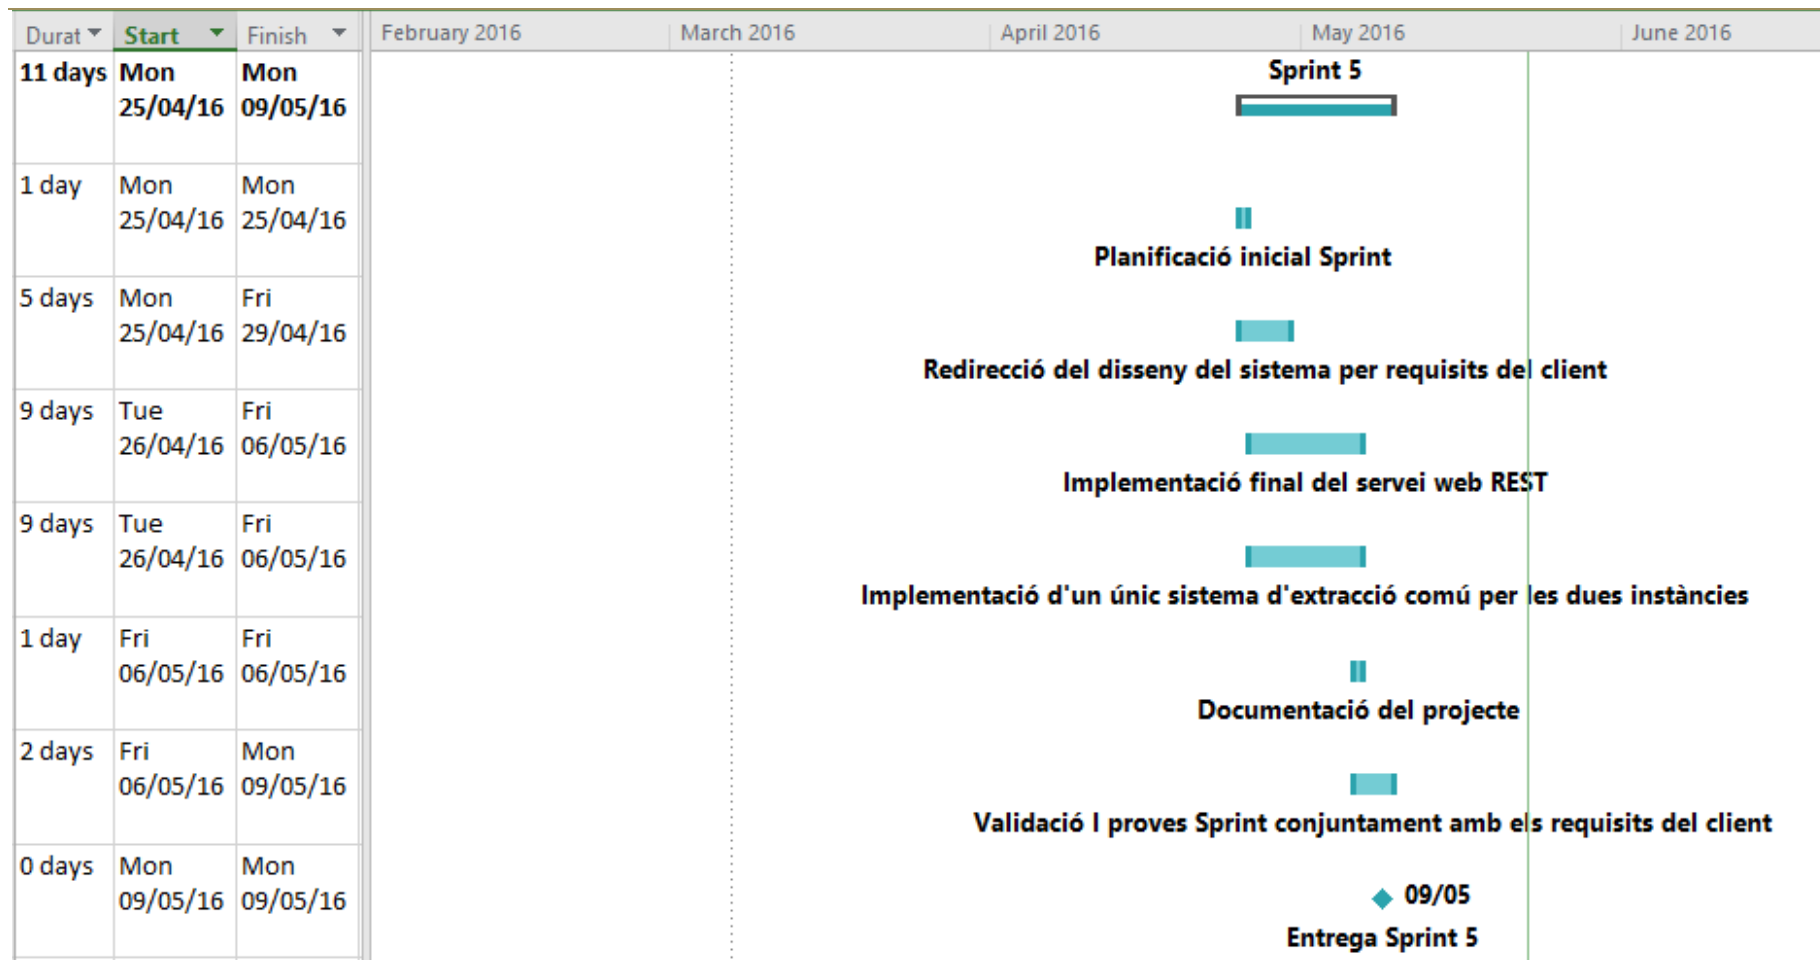 Durat Start Finish February 2016 March 2016 April 2016 May 2016 June 2016
11 days Mon Mon Sprint 5
25/04/16 09/05/16
1 day Mon Mon
25/04/16 25/04/16
Planificació inicial Sprint
5 days Mon Fri
25/04/16 29/04/16
Redirecció del disseny del sistema per requisits del client
9 days Tue Fri
26/04/16 06/05/16
Implementació final del servei web REST
9 days Tue Fri
26/04/16 06/05/16
Implementació d'un únic sistema d'extracció comú per les dues instàncies
1 day Fri Fri
06/05/16 06/05/16
Documentació del projecte
2 days Fri Mon
06/05/16 09/05/16
Validació I proves Sprint conjuntament amb els requisits del client
0 days Mon Mon
09/05/16 09/05/16 09/05
Entrega Sprint 5